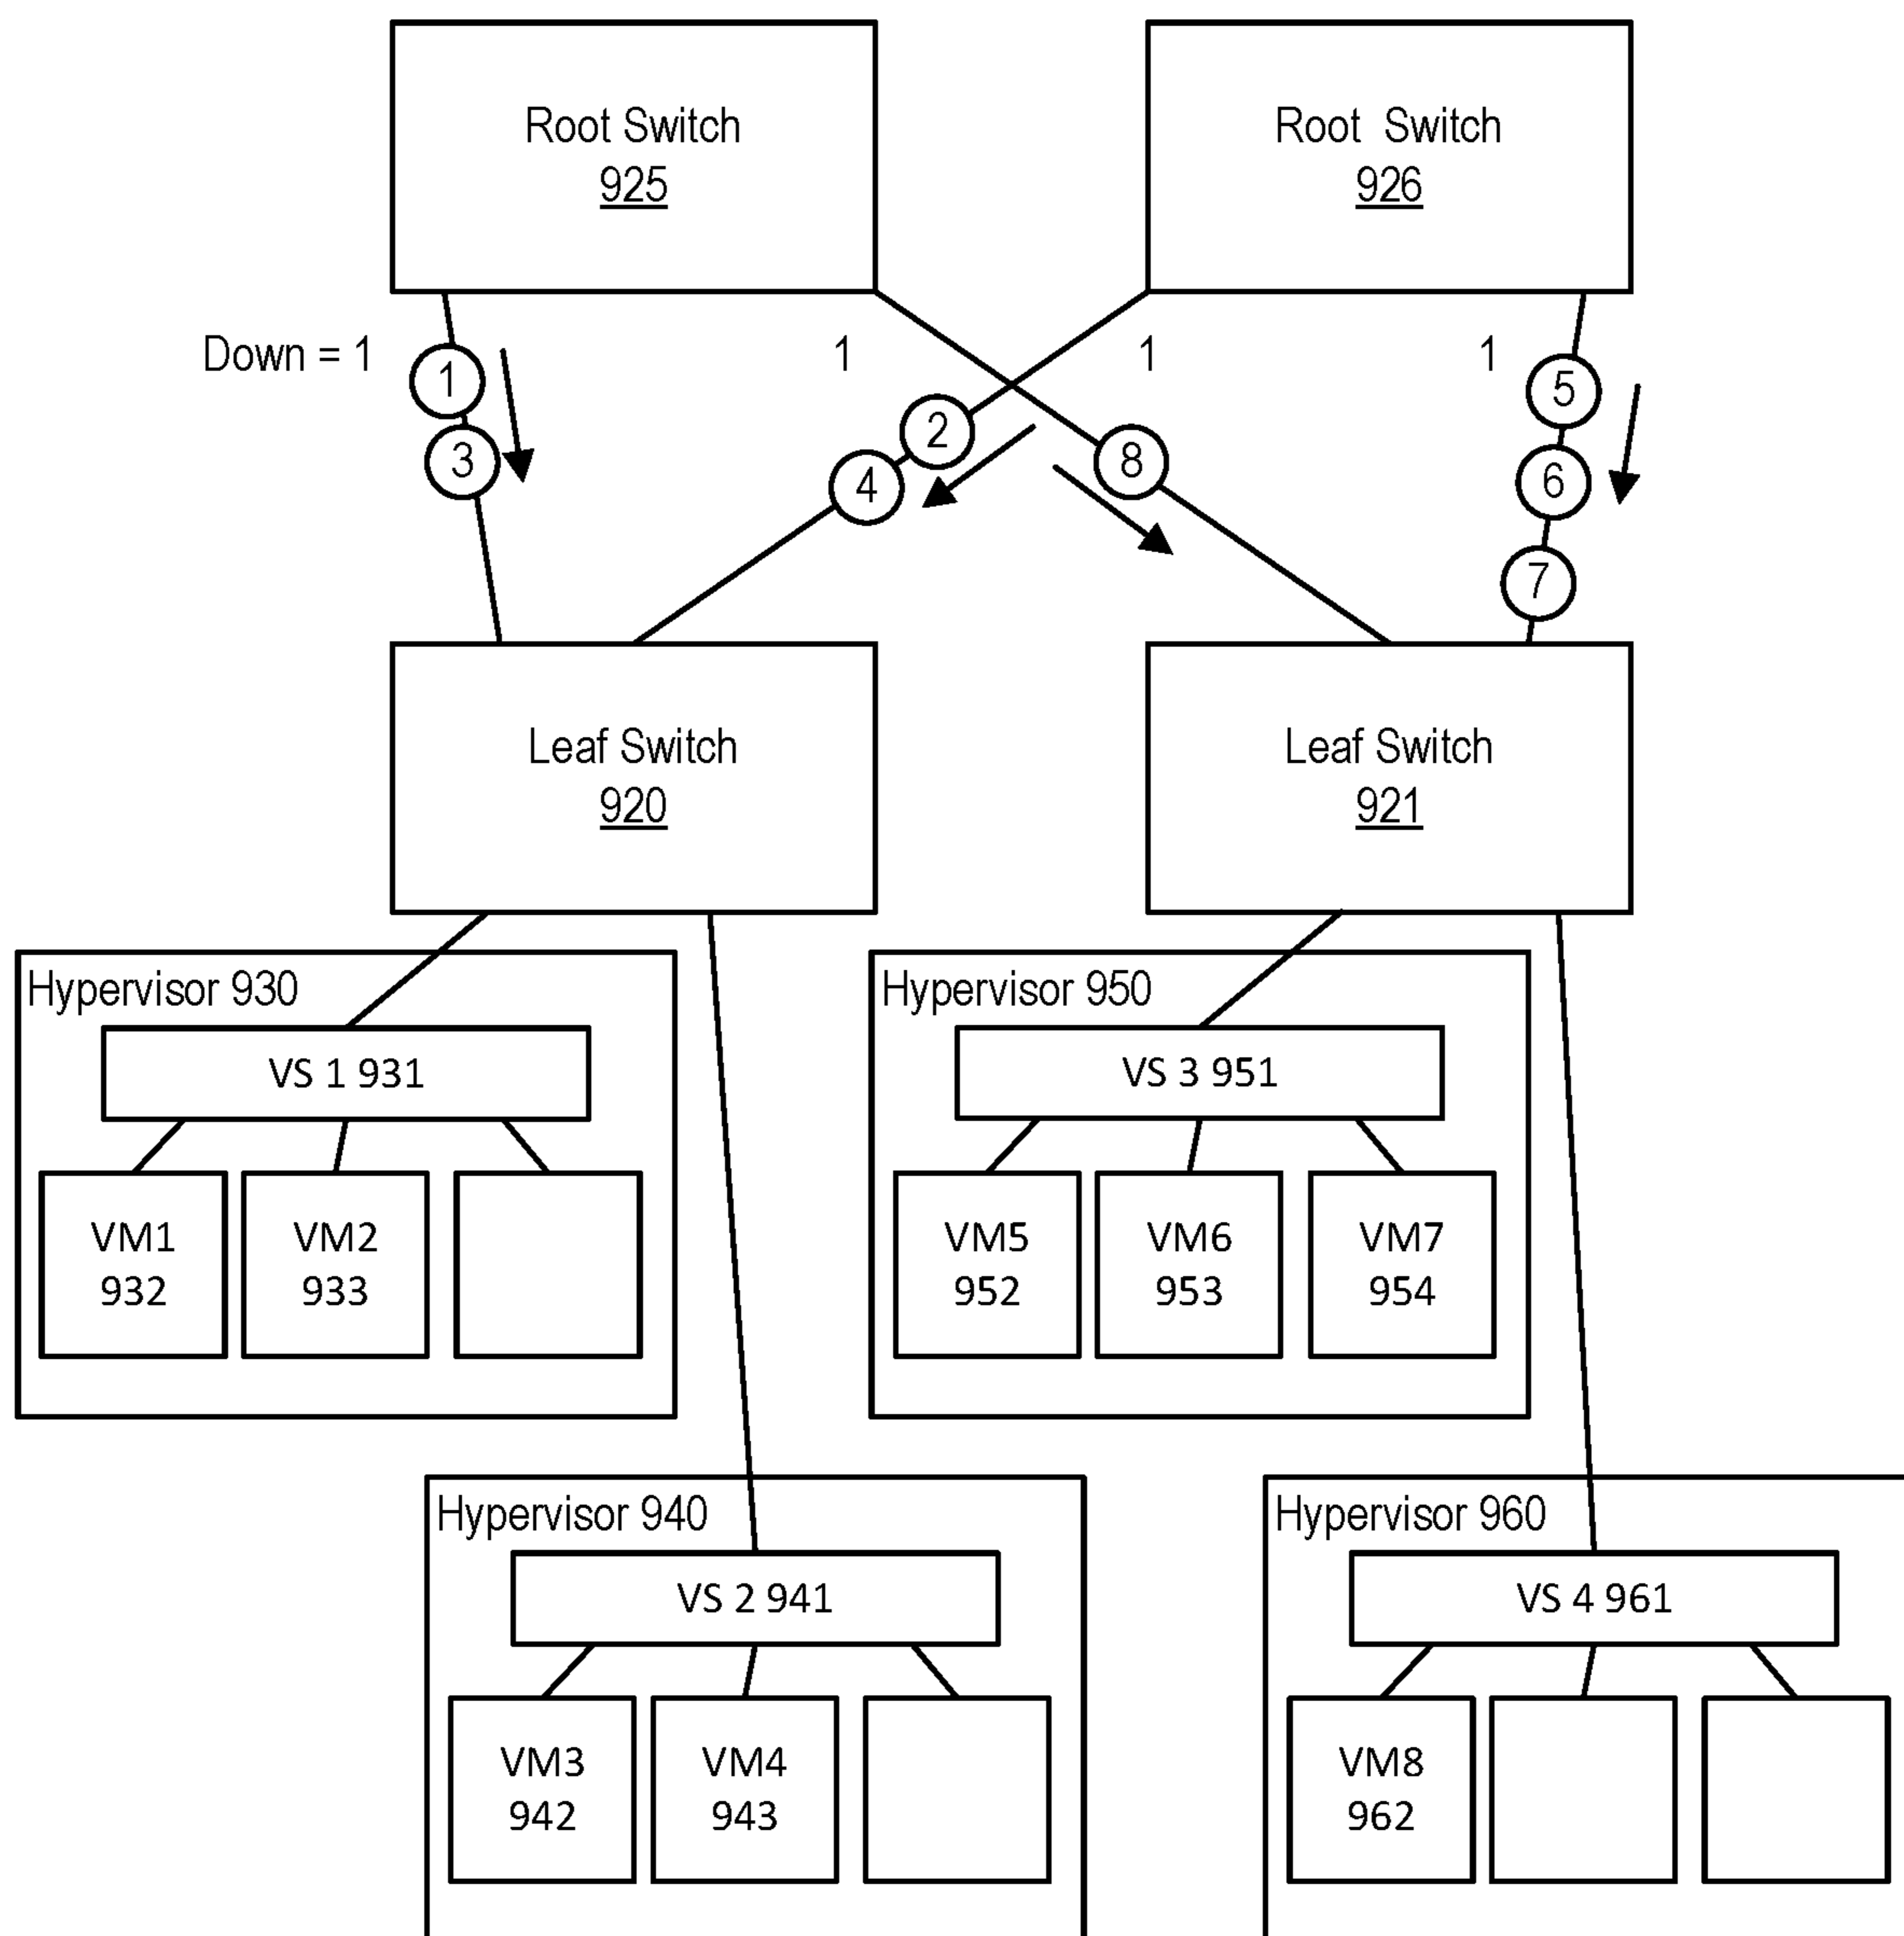 Root Switch
925
Root Switch
926
Down = 1
1
1
1
1
3
2
4
8
5
6
7
Leaf Switch
920
Leaf Switch
921
Hypervisor 930
VS 1 931
VM1
932
VM2
933
Hypervisor 950
VS 3 951
VM5
952
VM6
953
VM7
954
Hypervisor 940
VS 2 941
VM3
942
VM4
943
Hypervisor 960
VS 4 961
VM8
962